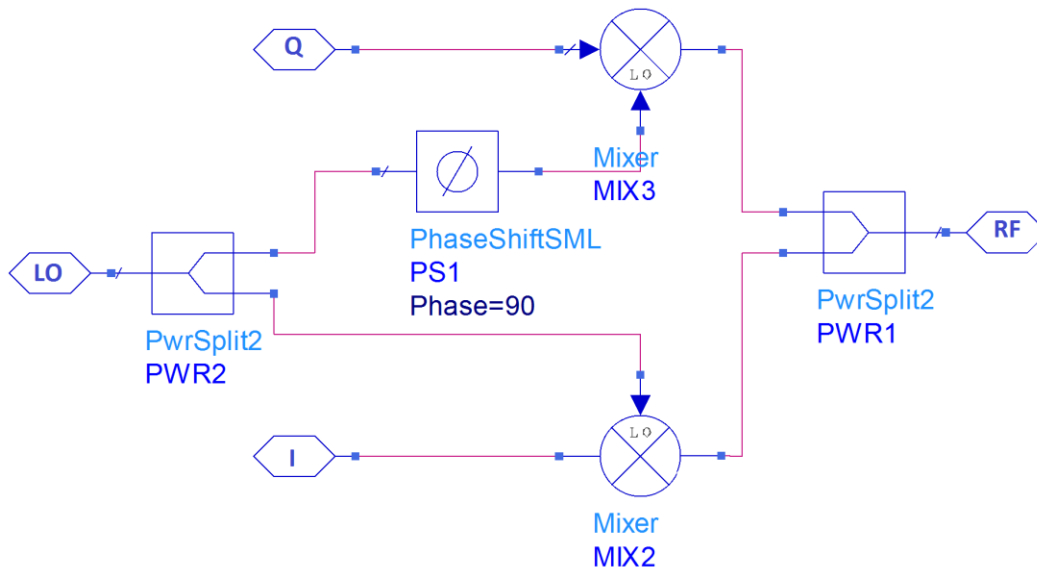 Q
LO
Mixer
MIX3
PhaseShiftSML
PS1
Phase=90
LO
PwrSplit2
PWR2
RF
PwrSplit2
PWR1
LO
I
Mixer
MIX2